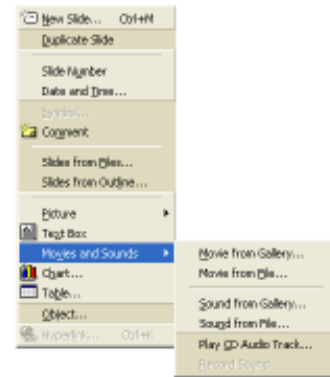 New Slide... Ctrl+M
Duplicate Slide
Slide Number
Date and Time...
Symbol...
Comment
Slides from Files...
Slides from Outline...
Picture
Text Box
Movies and Sounds
Chart...
Table...
Object...
Hyperlink... Ctrl+K
Movie from Gallery...
Movie from File...
Sound from Gallery...
Sound from File...
Play CD Audio Track...
Record Sound